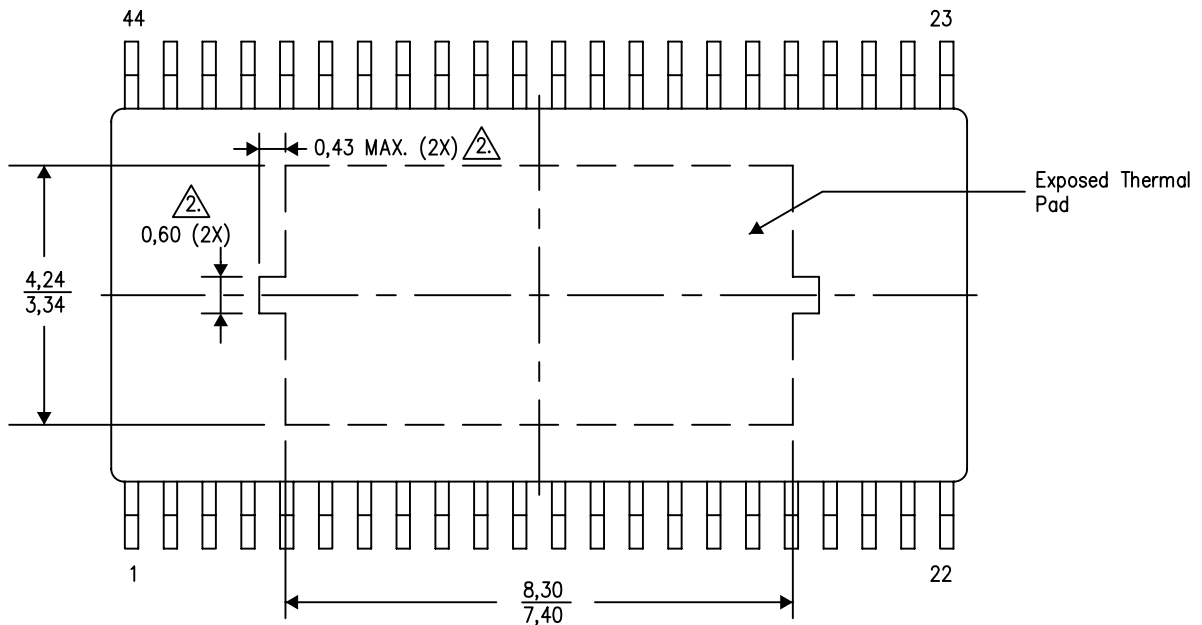 44
23
0,43 MAX. (2X) 2.
Exposed Thermal
Pad
2.
0,60 (2X)
4,24
3,34
1
22
8,30
7,40